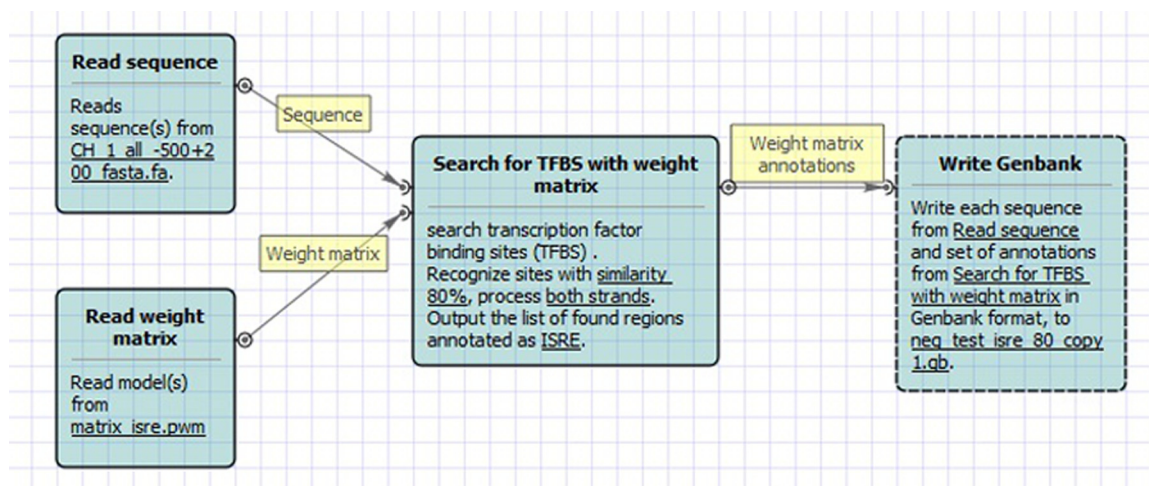 Read sequence
Reads
sequence(s) from
CH_1_all_-500+2
00_fasta.fa.
Sequence
Weight matrix
Read weight
matrix
Read model(s)
from
matrix_isre.pwm
Search for TFBS with weight
matrix
search transcription factor
binding sites (TFBS) .
Recognize sites with similarity
80%, process both strands.
Output the list of found regions
annotated as ISRE.
Weight matrix
annotations
Write Genbank
Write each sequence
from Read sequence
and set of annotations
from Search for TFBS
with weight matrix in
Genbank format, to
neg_test_isre_80_copy
1.gb.